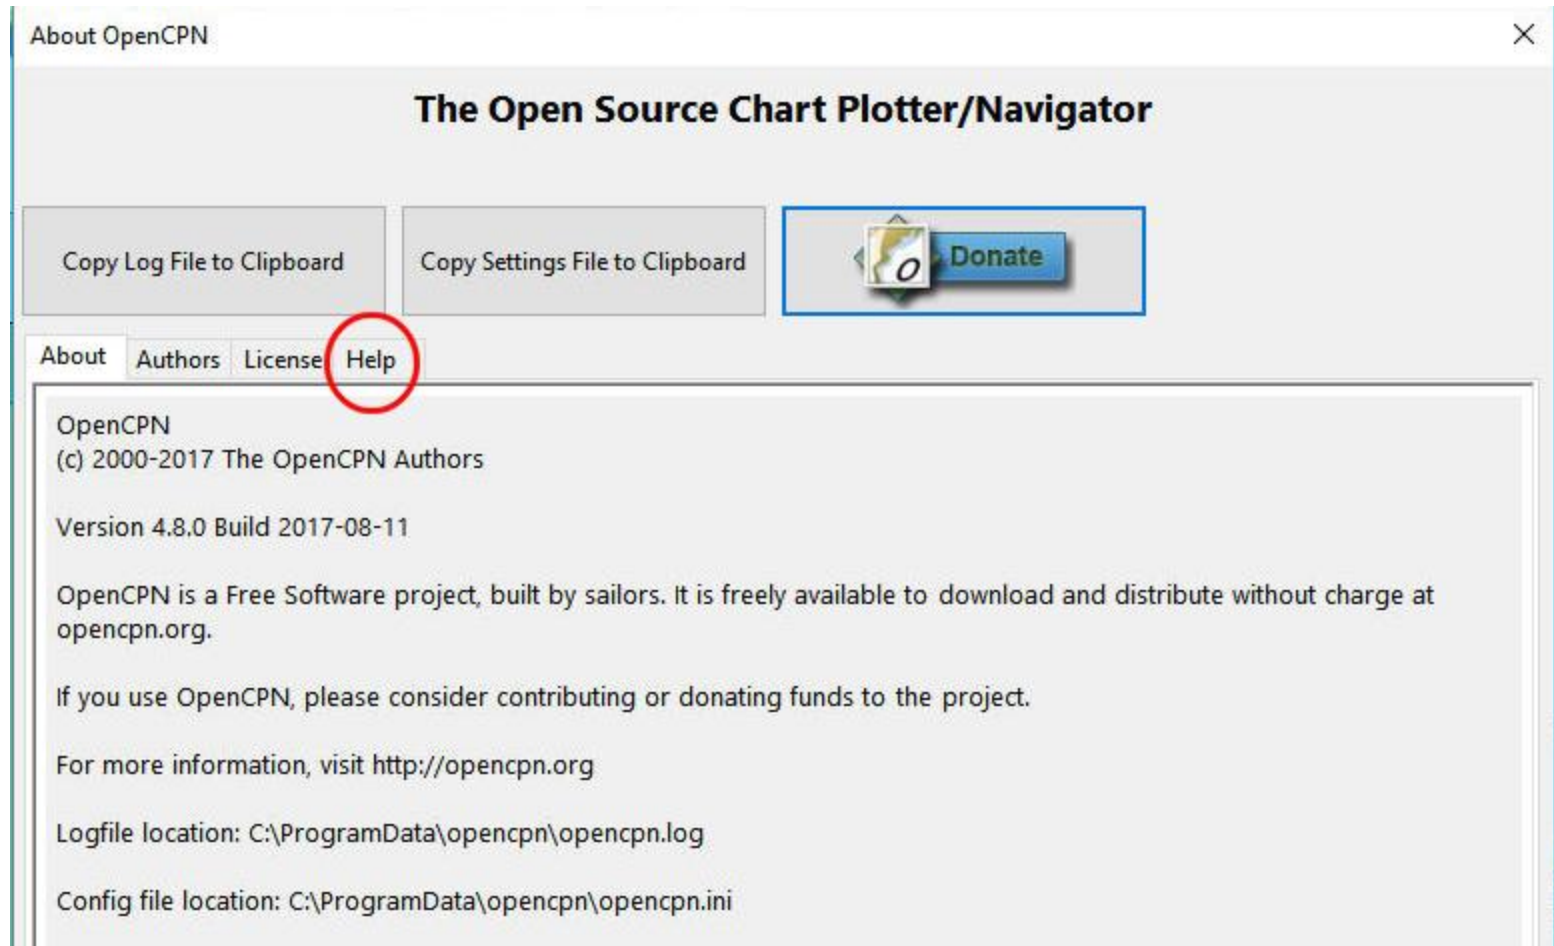 About OpenCPN
The Open Source Chart Plotter/Navigator
Copy Log File to Clipboard
Copy Settings File to Clipboard
O Donate
About
Authors
License
Help
OpenCPN
(c) 2000-2017 The OpenCPN Authors
Version 4.8.0 Build 2017-08-11
OpenCPN is a Free Software project, built by sailors. It is freely available to download and distribute without charge at
opencpn.org.
If you use OpenCPN, please consider contributing or donating funds to the project.
For more information, visit http://opencpn.org
Logfile location: C:\ProgramData\opencpn\opencpn.log
Config file location: C:\ProgramData\opencpn\opencpn.ini